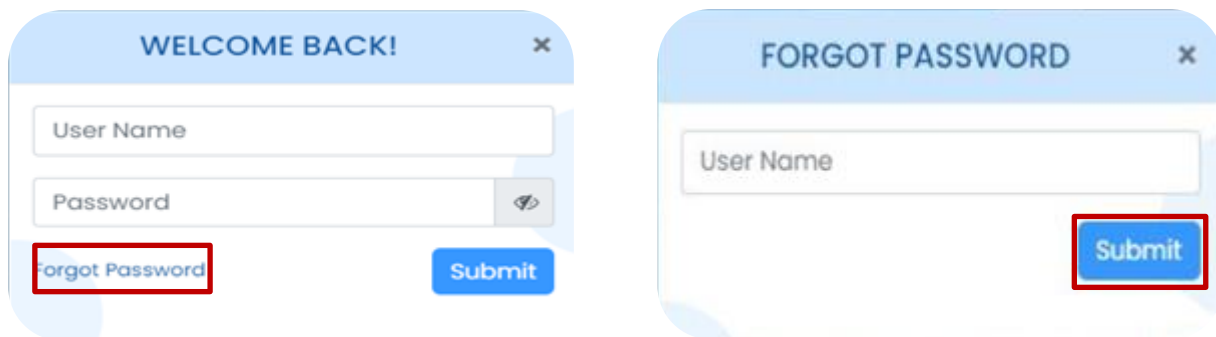 WELCOME BACK! ×
User Name
Password
Forgot Password
Submit
FORGOT PASSWORD ×
User Name
Submit